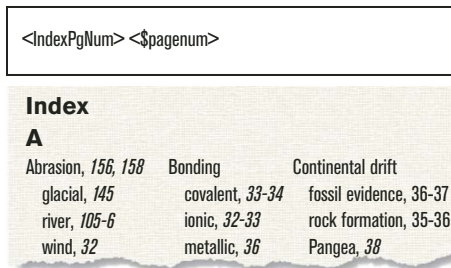 <IndexPgNum> <$pagenum>
Index
A
Abrasion, 156, 158
glacial, 145
river, 105-6
wind, 32
Bonding
covalent, 33-34
ionic, 32-33
metallic, 36
Continental drift
fossil evidence, 36-37
rock formation, 35-36
Pangea, 38